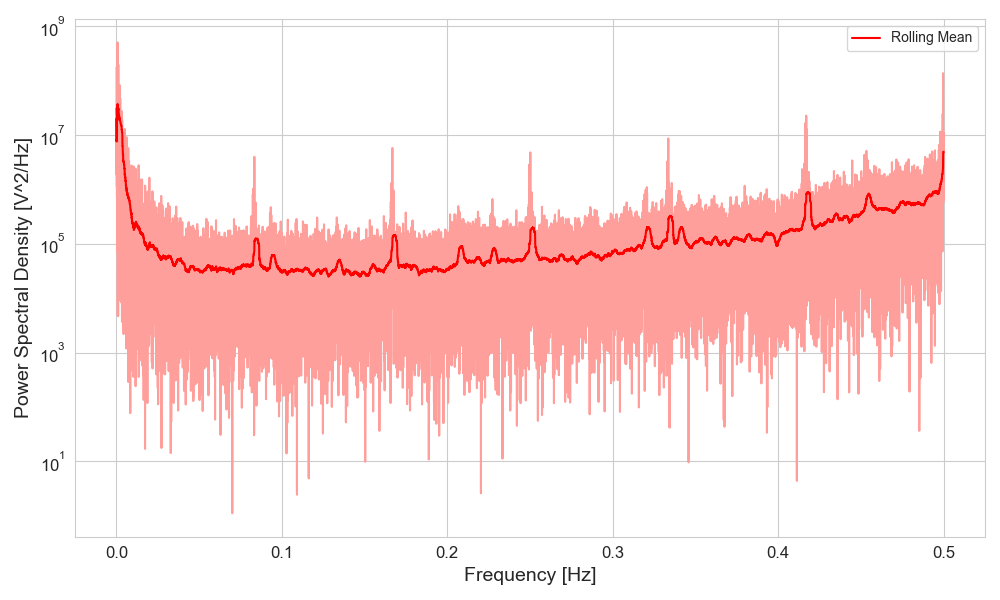 Rolling Mean
Power Spectral Density [V^2/Hz]
10^9
10^7
10^5
10^3
10^1
0.0 0.1 0.2 0.3 0.4 0.5
Frequency [Hz]